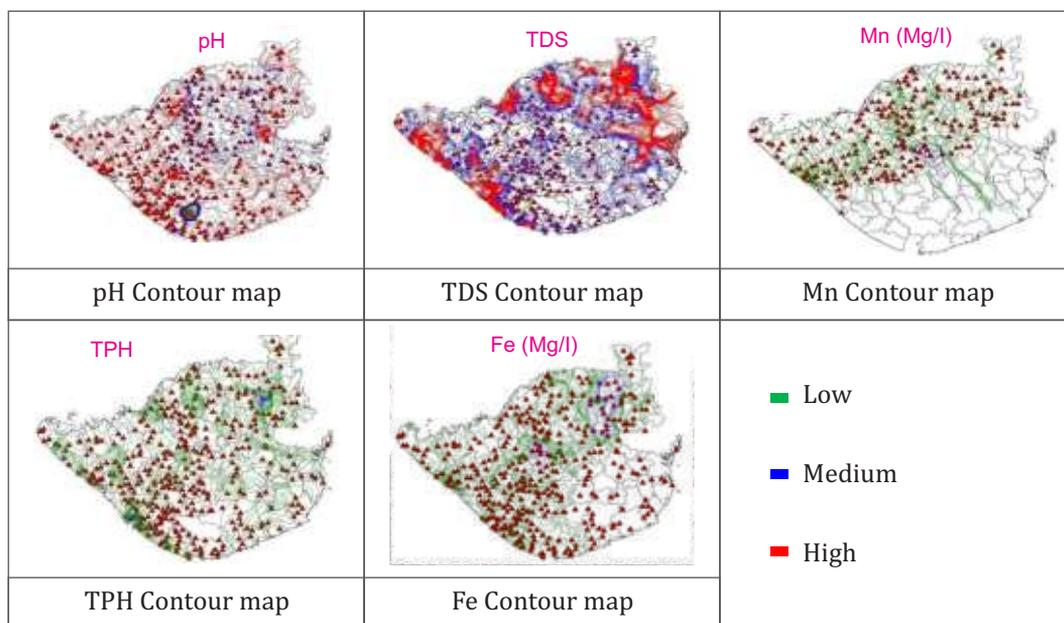 pH
TDS
Mn (Mg/l)
pH Contour map
TDS Contour map
Mn Contour map
TPH
Fe (Mg/l)
Low
Medium
High
TPH Contour map
Fe Contour map